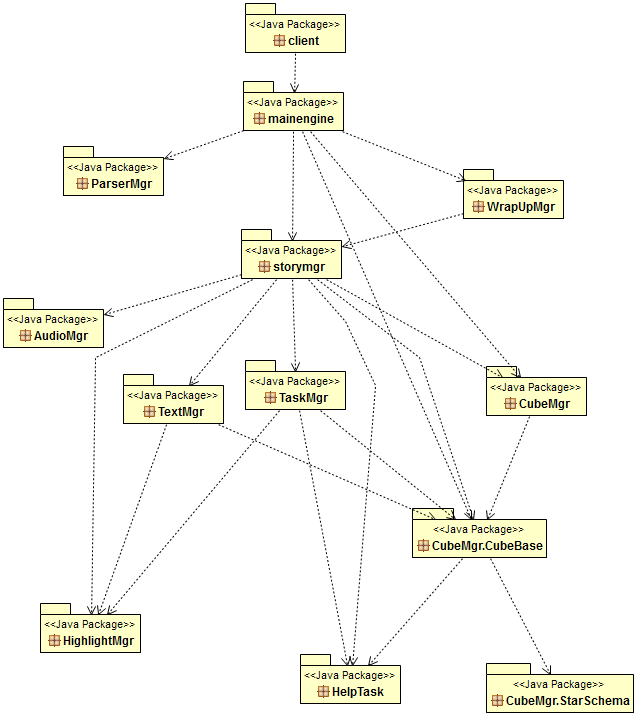 <<Java Package>>
client
<<Java Package>>
mainengine
<<Java Package>>
ParserMgr
<<Java Package>>
WrapUpMgr
<<Java Package>>
storymgr
<<Java Package>>
AudioMgr
<<Java Package>>
TextMgr
<<Java Package>>
TaskMgr
<<Java Package>>
CubeMgr
<<Java Package>>
CubeMgr.CubeBase
<<Java Package>>
HighlightMgr
<<Java Package>>
HelpTask
<<Java Package>>
CubeMgr.StarSchema